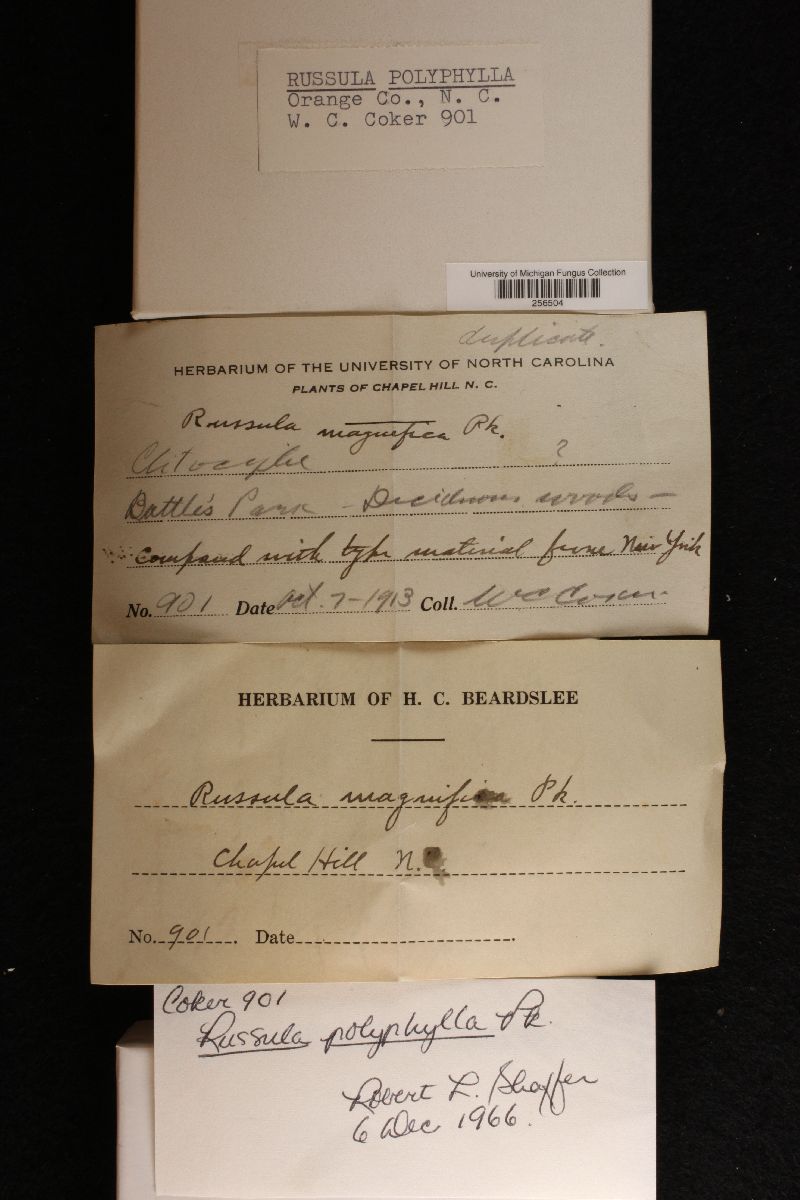 RUSSULA POLYPHYLLA
Orange Co., N. C.
W. C. Coker 901
University of Michigan Fungus Collection
256504
duplicate.
HERBARIUM OF THE UNIVERSITY OF NORTH CAROLINA
PLANTS OF CHAPEL HILL N. C.
Russula magnifica Pk.
Clitocybe ?
Battle's Park - Deciduous woods -
Compared with type material from New York
No. 901 Date Oct. 7-1913 Coll. W C Coker
HERBARIUM OF H. C. BEARDSLEE
Russula magnifica Pk.
Chapel Hill N.C.
No. 901. Date
Coker 901
Russula polyphylla Pk.
Robert L. Shaffer
6 Dec 1966.